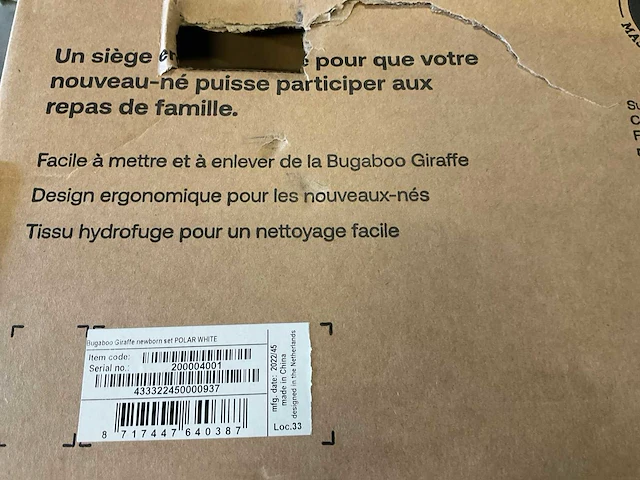 Un siège pour que votre
nouveau-né puisse participer aux
repas de famille.
Facile à mettre et à enlever de la Bugaboo Giraffe
Design ergonomique pour les nouveaux-nés
Tissu hydrofuge pour un nettoyage facile
Bugaboo Giraffe newborn set POLAR WHITE
Item code:
200004001
Serial no.:
433322450000937
8 717447 640387
mfg. date: 2022/45
made in China
designed in the Netherlands
Loc.33
MA
Su
C